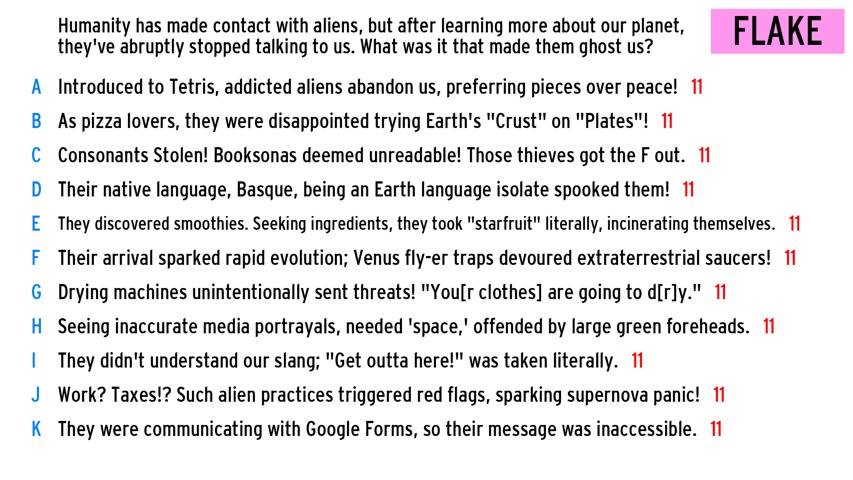 Humanity has made contact with aliens, but after learning more about our planet,
they've abruptly stopped talking to us. What was it that made them ghost us?
FLAKE
A Introduced to Tetris, addicted aliens abandon us, preferring pieces over peace! 11
B As pizza lovers, they were disappointed trying Earth's "Crust" on "Plates"! 11
C Consonants Stolen! Booksonas deemed unreadable! Those thieves got the F out. 11
D Their native language, Basque, being an Earth language isolate spooked them! 11
E They discovered smoothies. Seeking ingredients, they took "starfruit" literally, incinerating themselves. 11
F Their arrival sparked rapid evolution; Venus fly-er traps devoured extraterrestrial saucers! 11
G Drying machines unintentionally sent threats! "You[r clothes] are going to d[r]y." 11
H Seeing inaccurate media portrayals, needed 'space,' offended by large green foreheads. 11
I They didn't understand our slang; "Get outta here!" was taken literally. 11
J Work? Taxes!? Such alien practices triggered red flags, sparking supernova panic! 11
K They were communicating with Google Forms, so their message was inaccessible. 11